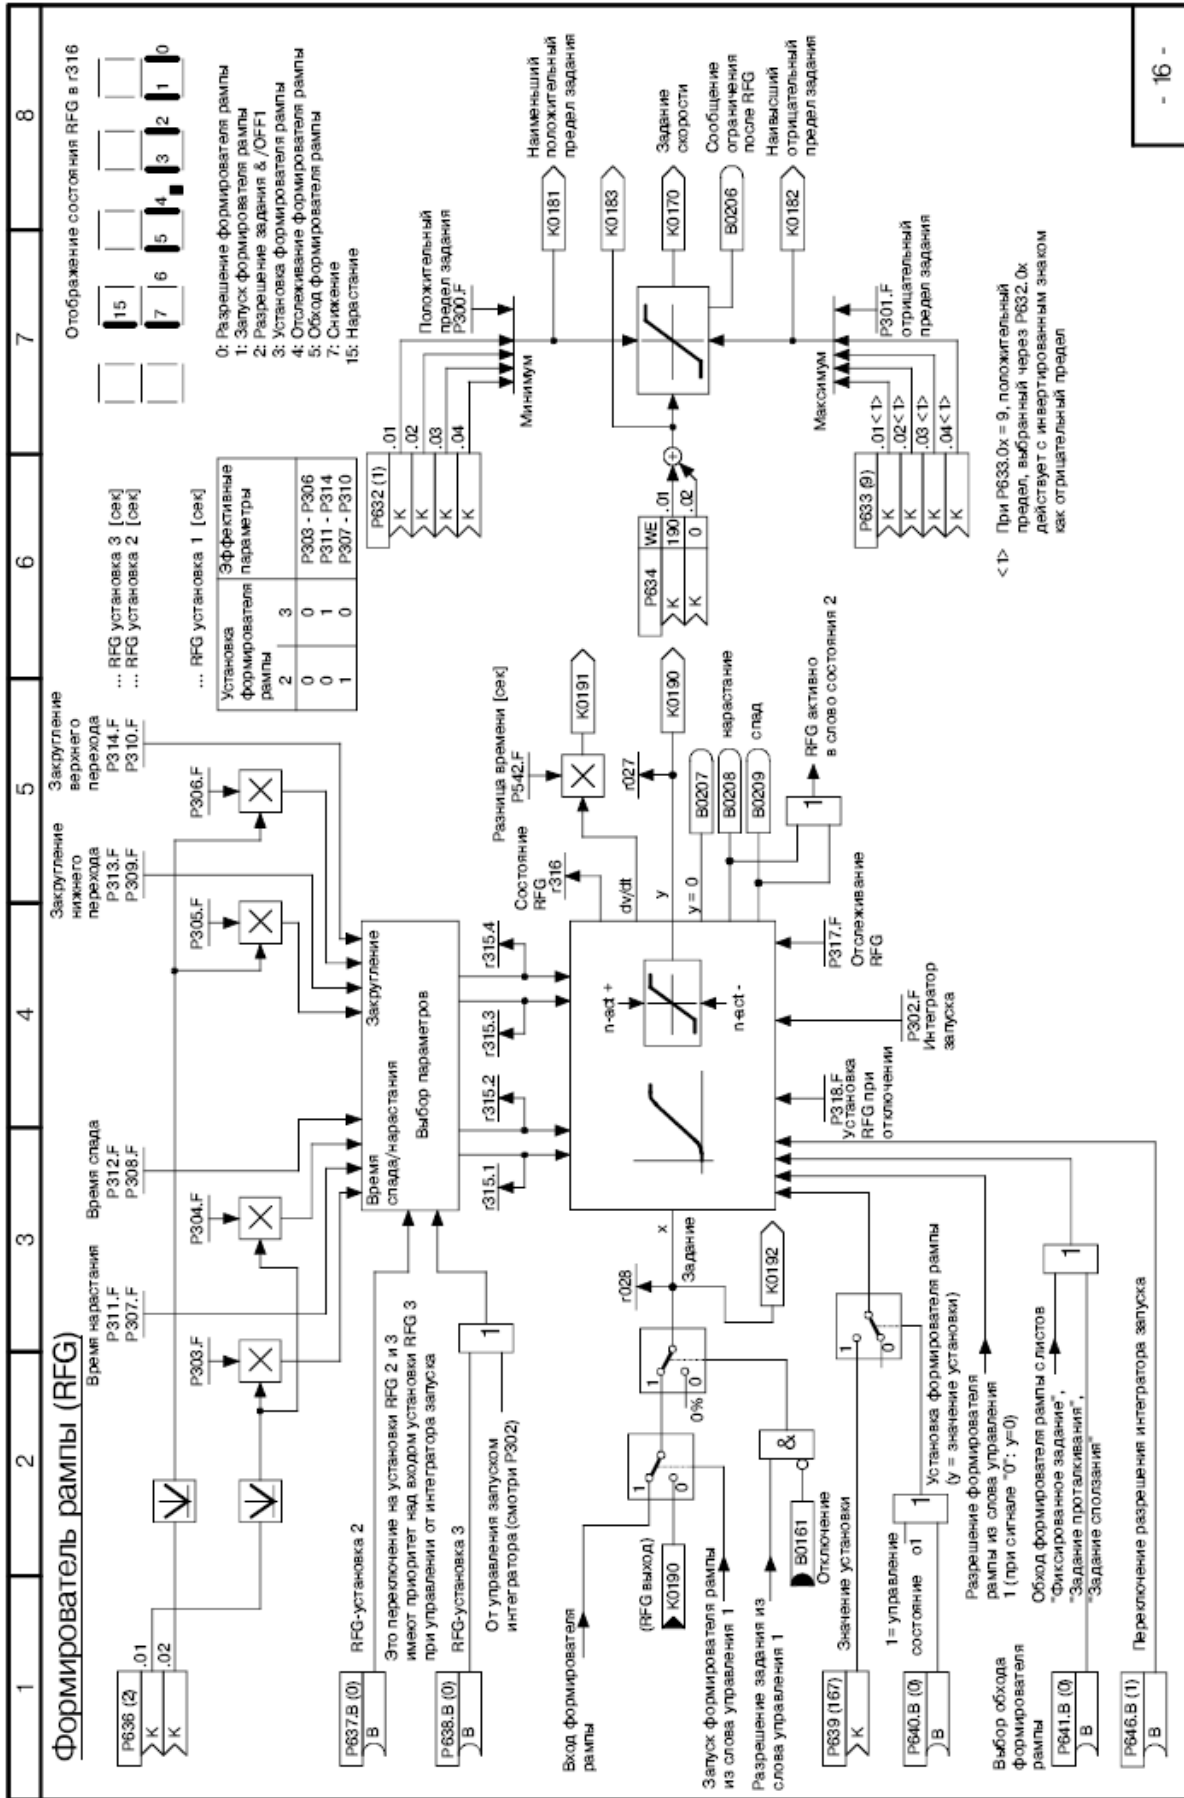 1
2
3
4
5
6
7
8
Формирователь рампы (RFG)
P636 (2)
K
K
.01
.02
Время нарастания
P311.F
P307.F
P303.F
Время спада
P312.F
P308.F
P304.F
Закругление
нижнего
перехода
P313.F
P309.F
P305.F
Закругление
верхнего
перехода
P314.F
P310.F
P306.F
... RFG установка 3 [сек]
... RFG установка 2 [сек]
... RFG установка 1 [сек]
Установка
формирователя
рампы
Эффективные
параметры
2
3
0
0
P303 - P306
0
1
P311 - P314
1
0
P307 - P310
Отображение состояния RFG в r316
15
7
6
5
4
3
2
1
0
0: Разрешение формирователя рампы
1: Запуск формирователя рампы
2: Разрешение задания & /OFF1
3: Установка формирователя рампы
4: Отслеживание формирователя рампы
5: Обход формирователя рампы
7: Снижение
15: Нарастание
P637.B (0)
B
RFG-установка 2
Это переключение на установки RFG 2 и 3
имеют приоритет над входом установки RFG 3
при управлении от интегратора запуска
P638.B (0)
B
RFG-установка 3
От управления запуском
интегратора (смотри P302)
1
Время
спада/нарастания
Закругление
Выбор параметров
r315.1
r315.2
r315.3
r315.4
Вход формирователя
рампы
(RFG выход)
K0190
1
0
Запуск формирователя рампы
из слова управления 1
1
0
0%
Разрешение задания из
слова управления 1
&
B0161
Отключение
r028
x
Задание
K0192
n-act +
n-act -
Состояние
RFG
r316
dv/dt
Разница времени [сек]
P542.F
K0191
r027
y
K0190
y = 0
B0207
B0208
нарастание
B0209
спад
1
RFG активно
в слово состояния 2
P318.F
Установка
RFG при
отключении
P302.F
Интегратор
запуска
P317.F
Отслеживание
RFG
P632 (1)
K
K
K
K
.01
.02
.03
.04
Положительный
предел задания
P300.F
Минимум
P634
WE
K
190
K
0
.01
.02
+
Наименьший
положительный
предел задания
K0181
K0183
K0170
Задание
скорости
B0206
Сообщение
ограничения
после RFG
K0182
Наивысший
отрицательный
предел задания
Максимум
P301.F
отрицательный
предел задания
P633 (9)
K
K
K
K
.01<1>
.02<1>
.03 <1>
.04<1>
<1> При P633.0x = 9, положительный
предел, выбранный через P632.0x
действует с инвертированным знаком
как отрицательный предел
P639 (167)
K
Значение установки
1
0
P640.B (0)
B
1= управление
состояние o1
1
Установка формирователя рампы
(y = значение установки)
Разрешение формирователя
рампы из слова управления
1 (при сигнале "0": y=0)
Выбор обхода
формирователя
рампы
P641.B (0)
B
Обход формирователя рампы с листов
"Фиксированное задание",
"Задание проталкивания",
"Задание сползания"
1
P646.B (1)
B
Переключение разрешения интегратора запуска
- 16 -